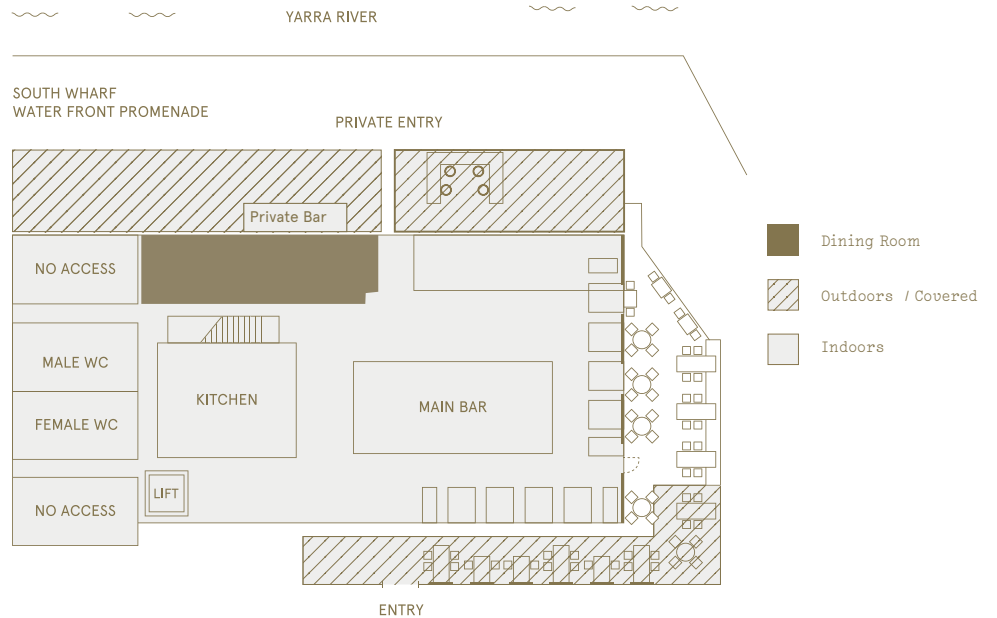 YARRA RIVER
SOUTH WHARF
WATER FRONT PROMENADE
PRIVATE ENTRY
Private Bar
NO ACCESS
Dining Room
Outdoors / Covered
Indoors
MALE WC
KITCHEN
MAIN BAR
FEMALE WC
LIFT
NO ACCESS
ENTRY